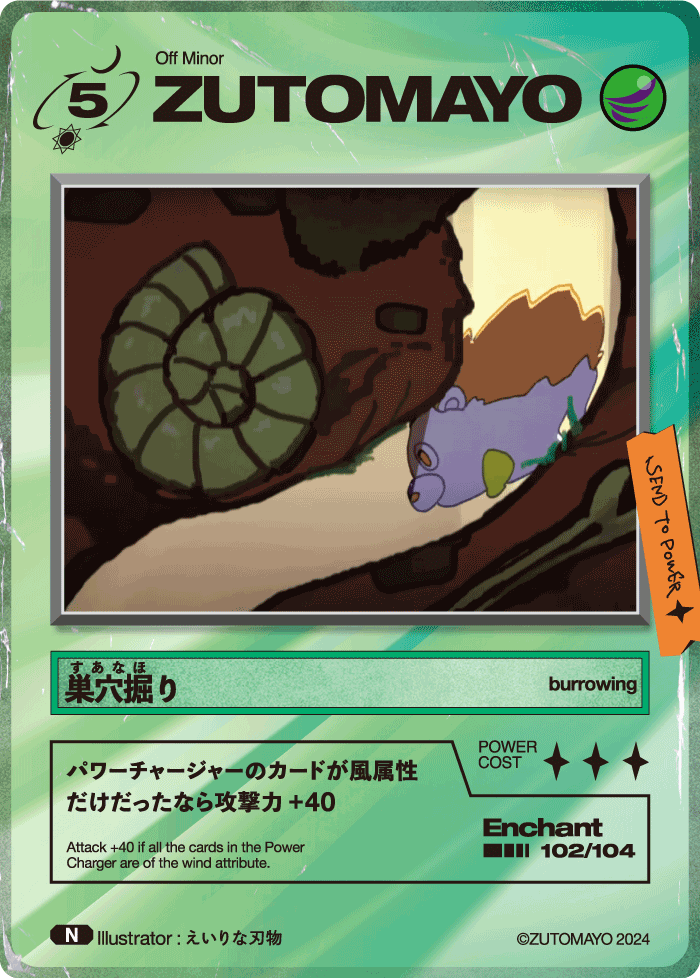 Off Minor
5
ZUTOMAYO
SEND TO POWER
すあなほ
巣穴掘り
burrowing
パワーチャージャーのカードが風属性
だけだったなら攻撃力 +40
Attack +40 if all the cards in the Power
Charger are of the wind attribute.
POWER
COST
Enchant
102/104
N
Illustrator : えいりな刃物
©ZUTOMAYO 2024